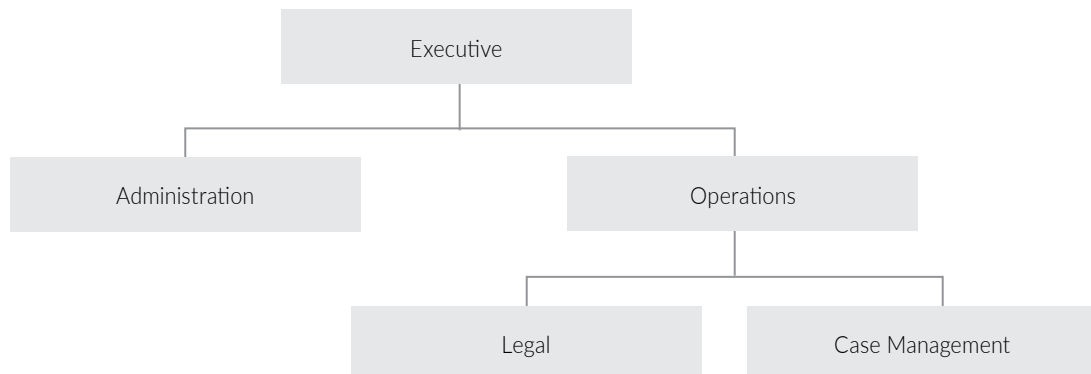 Executive
Administration
Operations
Legal
Case Management